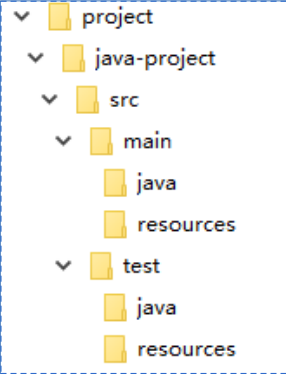 project
java-project
src
main
java
resources
test
java
resources